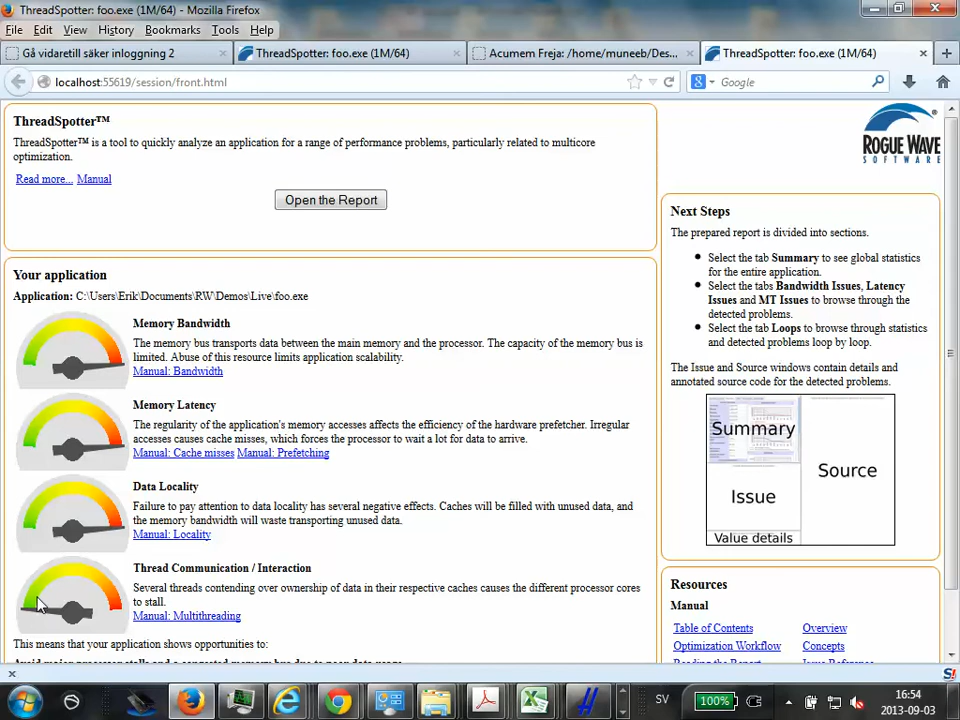 ThreadSpotter: foo.exe (1M/64) - Mozilla Firefox
File Edit View History Bookmarks Tools Help
Gå vidaretill säker inloggning 2
ThreadSpotter: foo.exe (1M/64)
Acumem Freja: /home/muneeb/Des...
ThreadSpotter: foo.exe (1M/64)
localhost:55619/session/front.html
Google
ThreadSpotter™
ThreadSpotter™ is a tool to quickly analyze an application for a range of performance problems, particularly related to multicore
optimization.
Read more... Manual
Open the Report
ROGUE WAVE
SOFTWARE
Your application
Application: C:\Users\Erik\Documents\RW\Demos\Live\foo.exe
Memory Bandwidth
The memory bus transports data between the main memory and the processor. The capacity of the memory bus is
limited. Abuse of this resource limits application scalability.
Manual: Bandwidth
Memory Latency
The regularity of the application's memory accesses affects the efficiency of the hardware prefetcher. Irregular
accesses causes cache misses, which forces the processor to wait a lot for data to arrive.
Manual: Cache misses Manual: Prefetching
Data Locality
Failure to pay attention to data locality has several negative effects. Caches will be filled with unused data, and
the memory bandwidth will waste transporting unused data.
Manual: Locality
Thread Communication / Interaction
Several threads contending over ownership of data in their respective caches causes the different processor cores
to stall.
Manual: Multithreading
This means that your application shows opportunities to:
Next Steps
The prepared report is divided into sections.
Select the tab Summary to see global statistics
for the entire application.
Select the tabs Bandwidth Issues, Latency
Issues and MT Issues to browse through the
detected problems.
Select the tab Loops to browse through statistics
and detected problems loop by loop.
The Issue and Source windows contain details and
annotated source code for the detected problems.
Summary
Issue
Source
Value details
Resources
Manual
Table of Contents Overview
Optimization Workflow Concepts
Reading the Report Issue Reference
SV
100%
16:54
2013-09-03